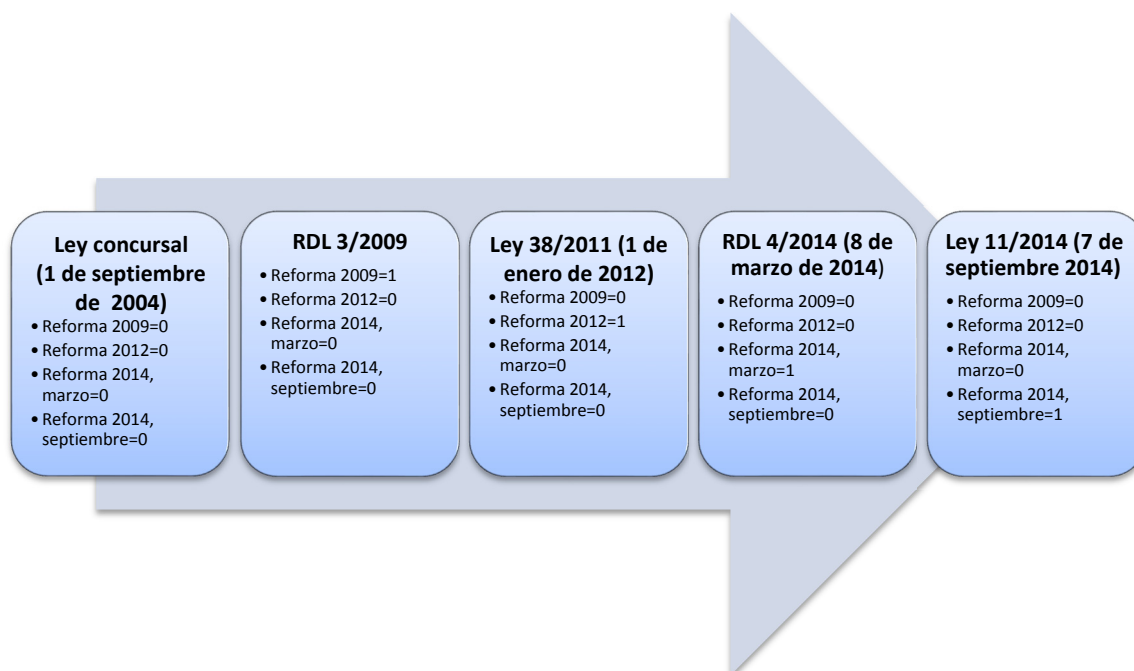 Ley concursal
(1 de septiembre
de 2004)
• Reforma 2009=0
• Reforma 2012=0
• Reforma 2014,
marzo=0
• Reforma 2014,
septiembre=0
RDL 3/2009
• Reforma 2009=1
• Reforma 2012=0
• Reforma 2014,
marzo=0
• Reforma 2014,
septiembre=0
Ley 38/2011 (1 de
enero de 2012)
• Reforma 2009=0
• Reforma 2012=1
• Reforma 2014,
marzo=0
• Reforma 2014,
septiembre=0
RDL 4/2014 (8 de
marzo de 2014)
• Reforma 2009=0
• Reforma 2012=0
• Reforma 2014,
marzo=1
• Reforma 2014,
septiembre=0
Ley 11/2014 (7 de
septiembre 2014)
• Reforma 2009=0
• Reforma 2012=0
• Reforma 2014,
marzo=0
• Reforma 2014,
septiembre=1